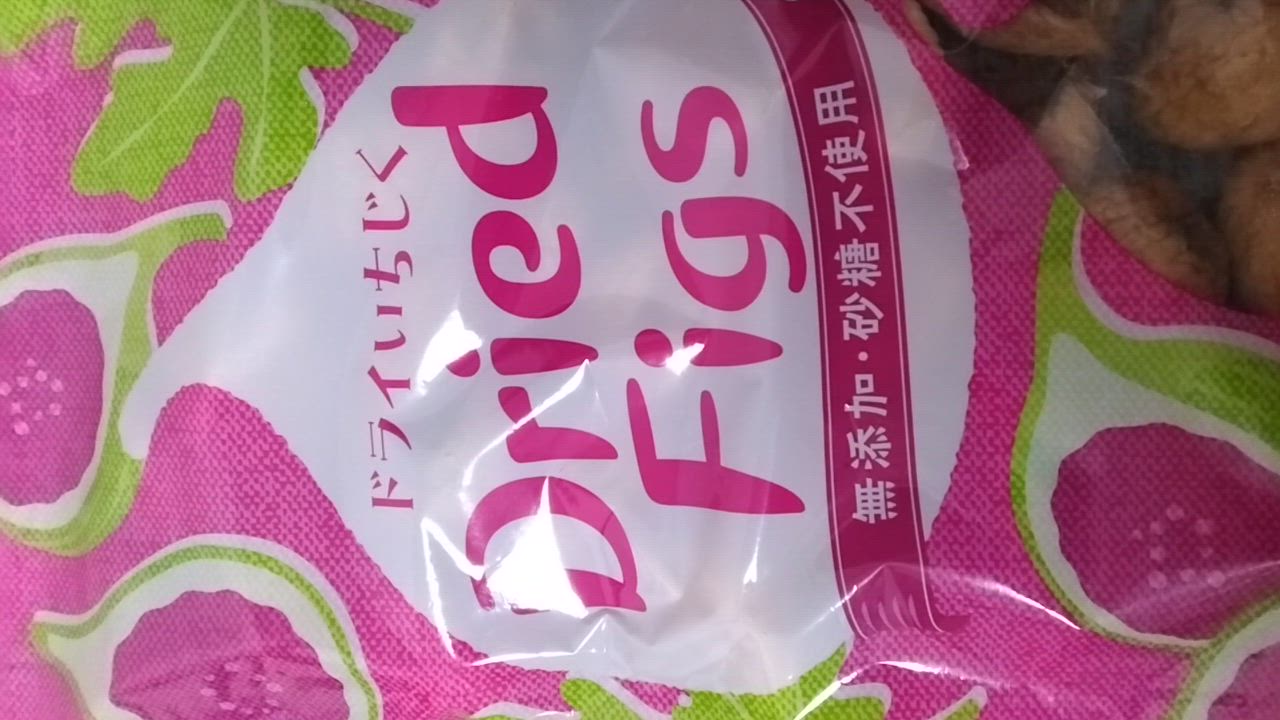 ドライいちじく
Dried
Figs
無添加・砂糖不使用